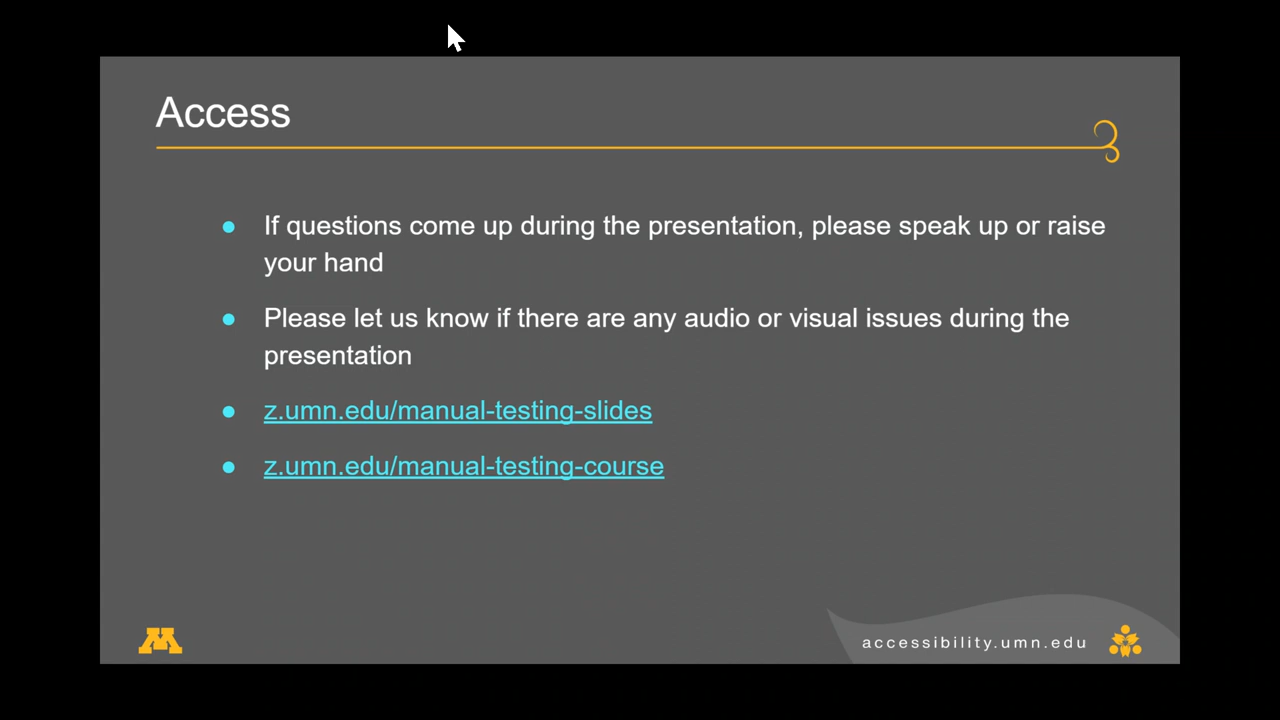 Access
● If questions come up during the presentation, please speak up or raise
your hand
● Please let us know if there are any audio or visual issues during the
presentation
● z.umn.edu/manual-testing-slides
● z.umn.edu/manual-testing-course
M
accessibility.umn.edu